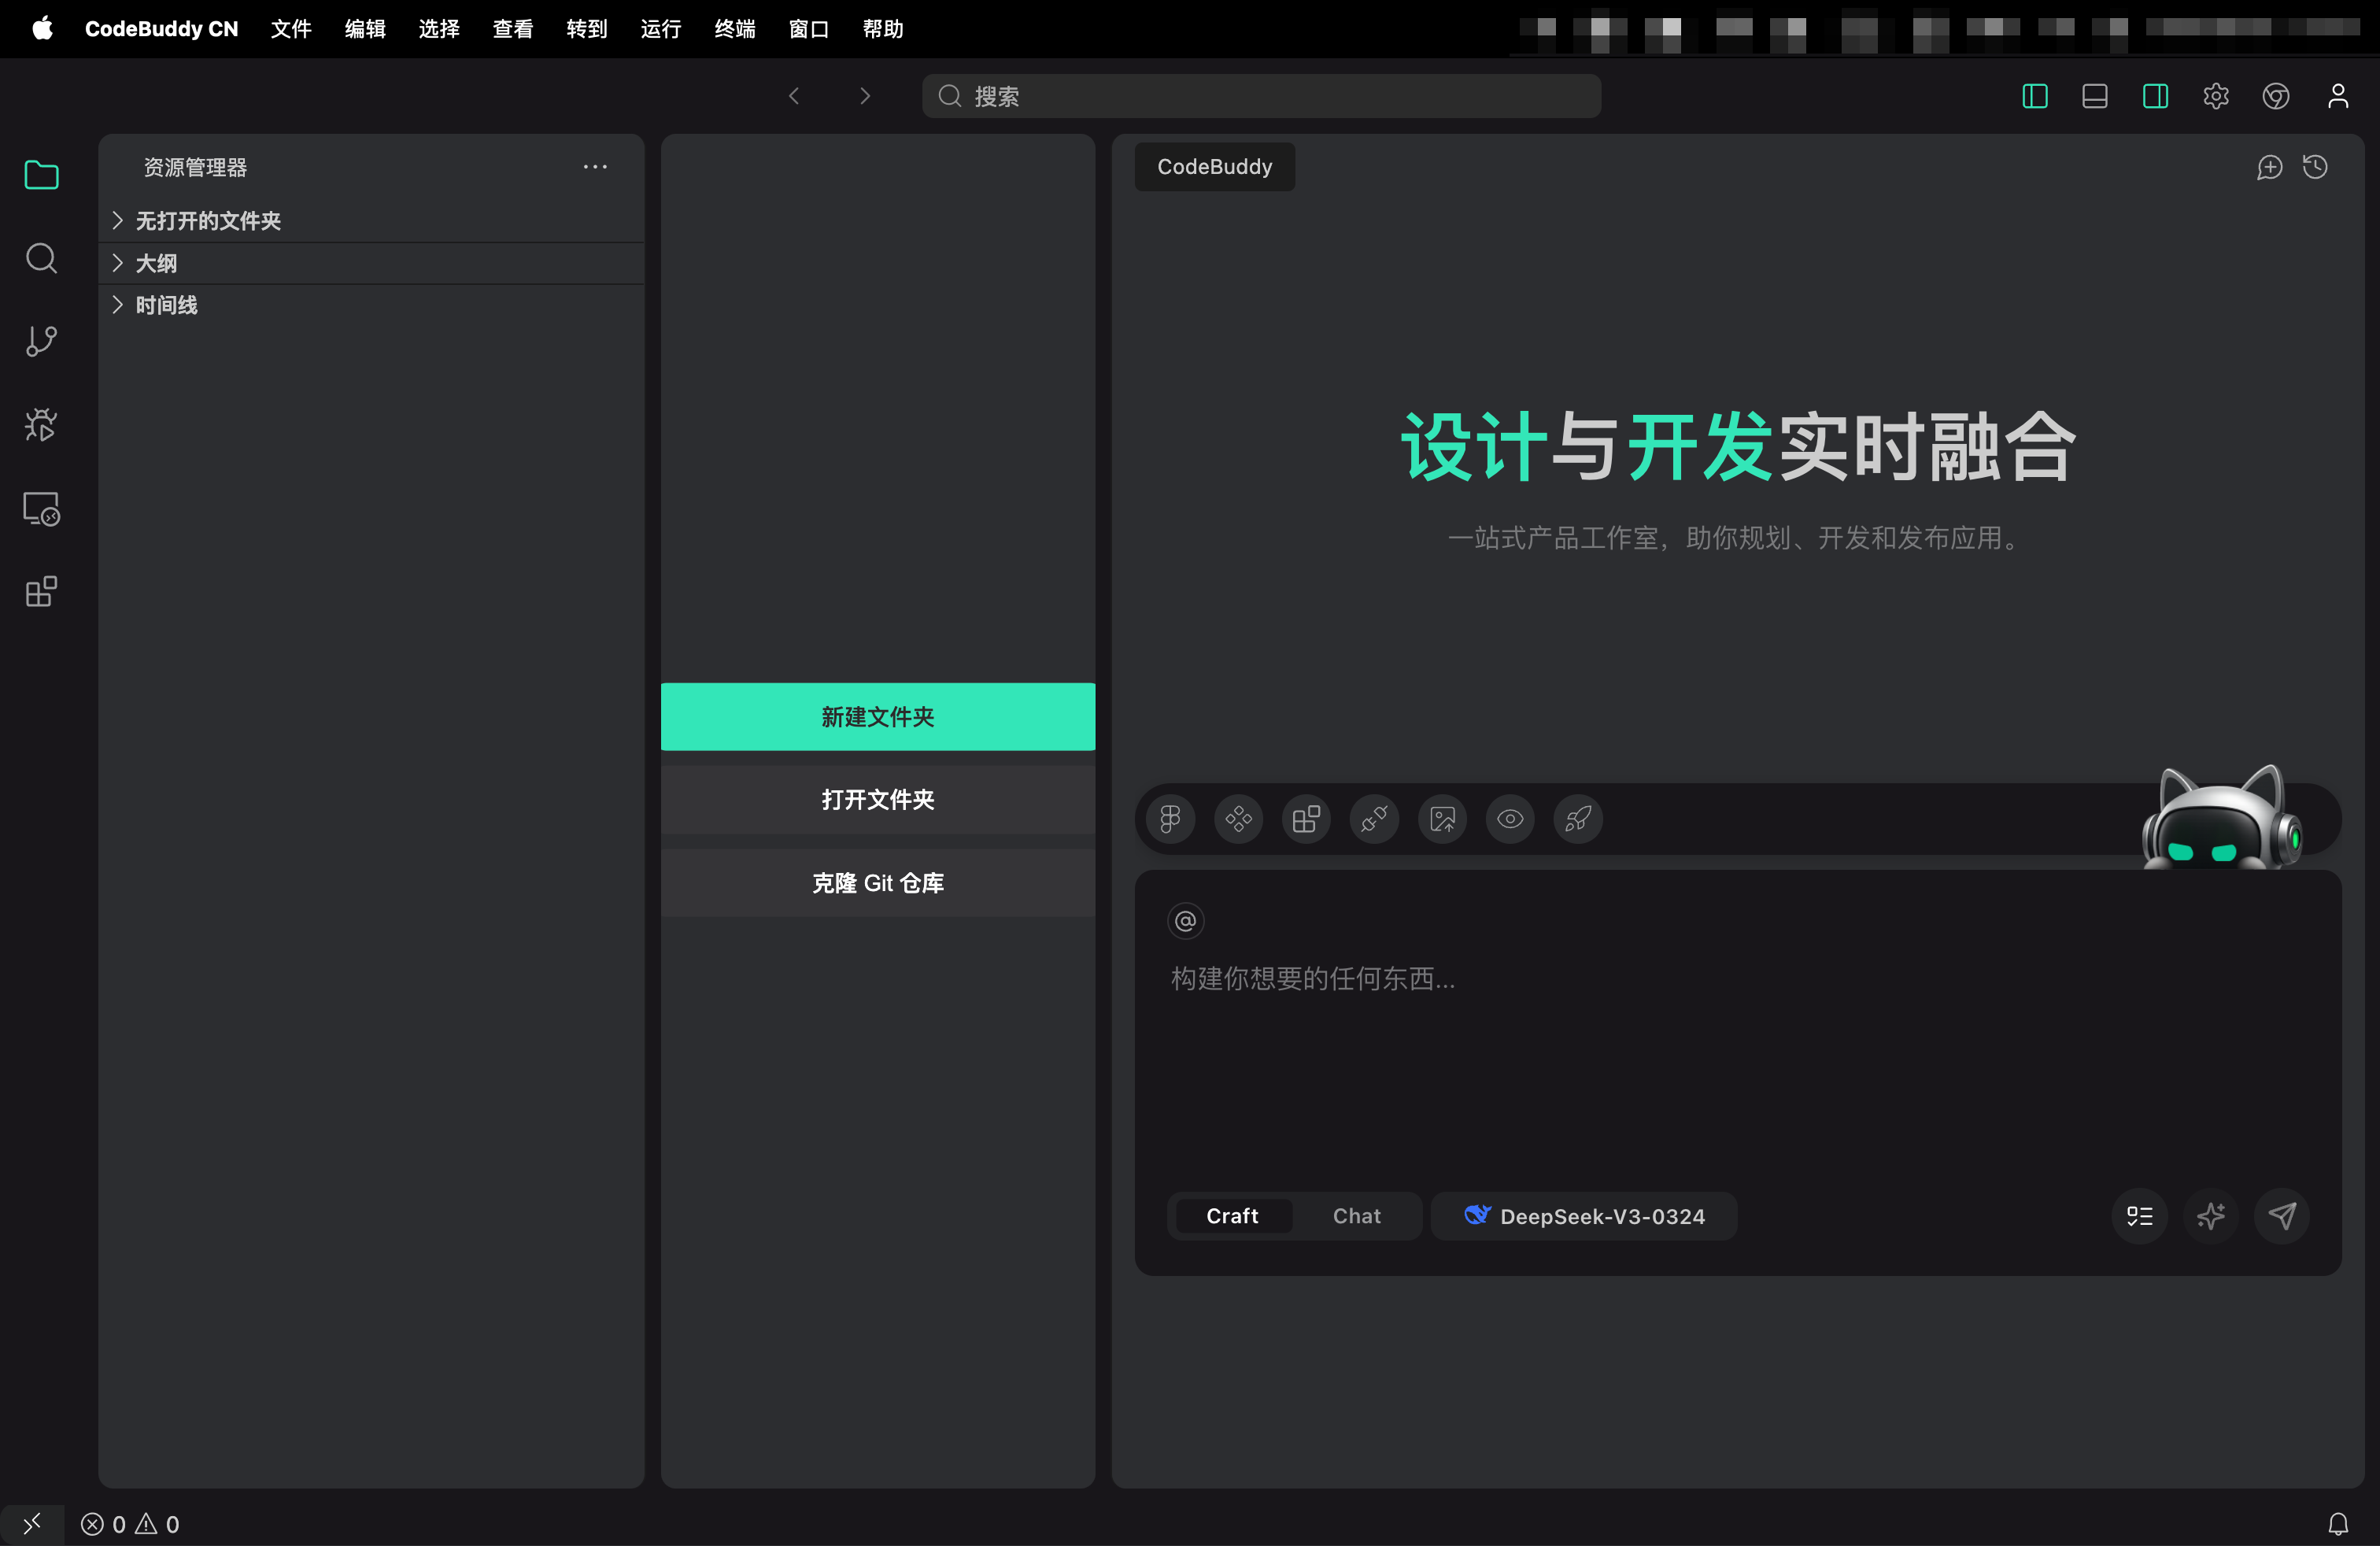 CodeBuddy CN 文件 编辑 选择 查看 转到 运行 终端 窗口 帮助
搜索
资源管理器
无打开的文件夹
大纲
时间线
新建文件夹
打开文件夹
克隆 Git 仓库
CodeBuddy
设计与开发实时融合
一站式产品工作室，助你规划、开发和发布应用。
@
构建你想要的任何东西...
Craft Chat DeepSeek-V3-0324
0 0